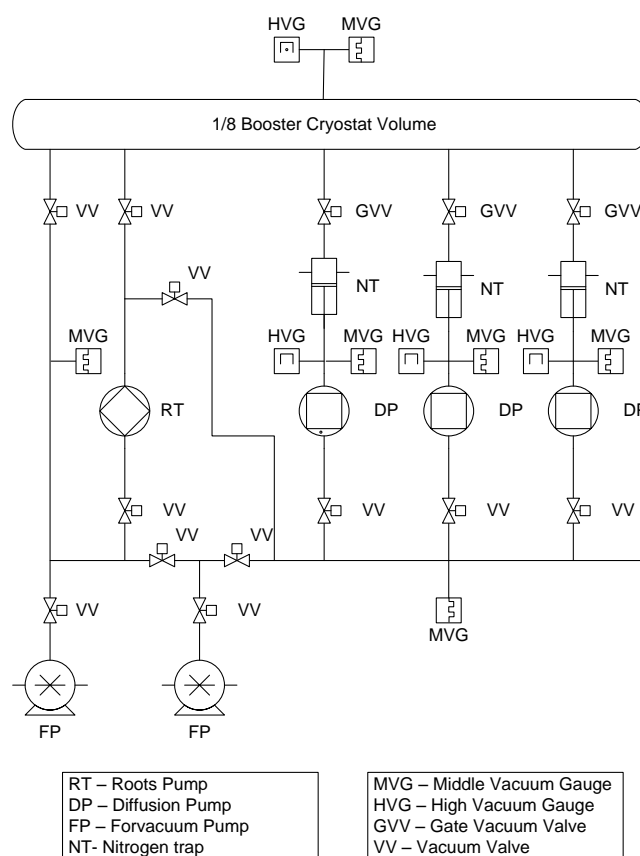 HVG MVG
1/8 Booster Cryostat Volume
VV VV GVV GVV GVV
VV
NT NT NT
MVG HVG MVG HVG MVG HVG MVG
RT DP DP DP
VV VV VV VV
VV VV
VV VV
MVG
FP FP
RT – Roots Pump
DP – Diffusion Pump
FP – Forvacuum Pump
NT- Nitrogen trap
MVG – Middle Vacuum Gauge
HVG – High Vacuum Gauge
GVV – Gate Vacuum Valve
VV – Vacuum Valve